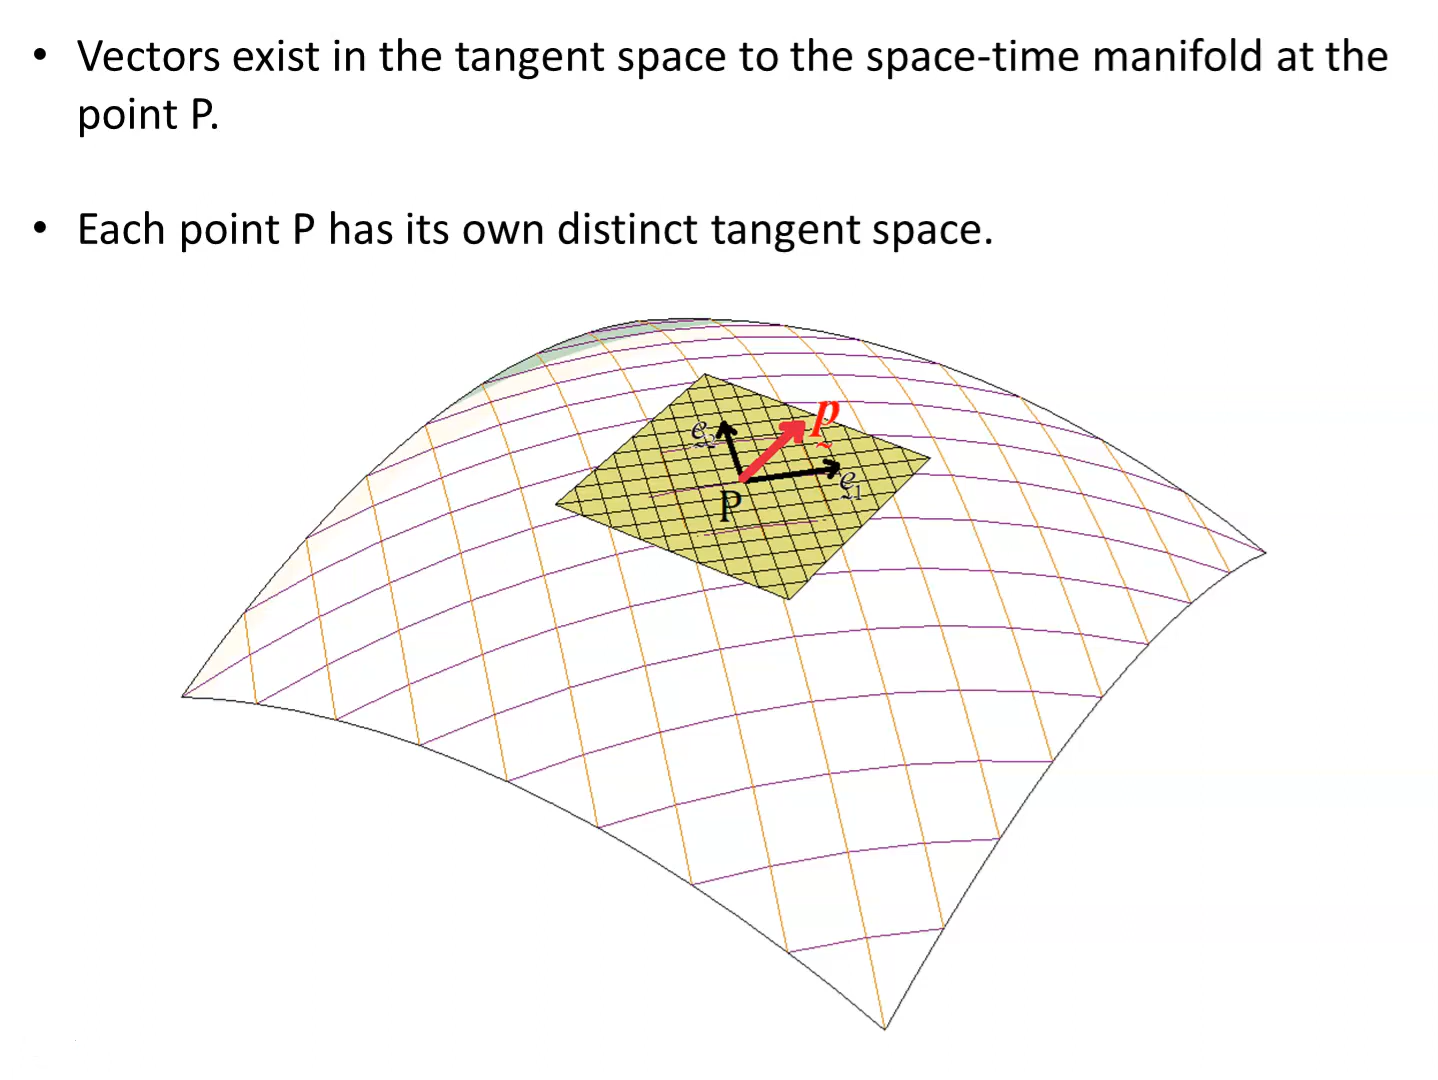 • Vectors exist in the tangent space to the space-time manifold at the
point P.
• Each point P has its own distinct tangent space.
p
e2
e1
P